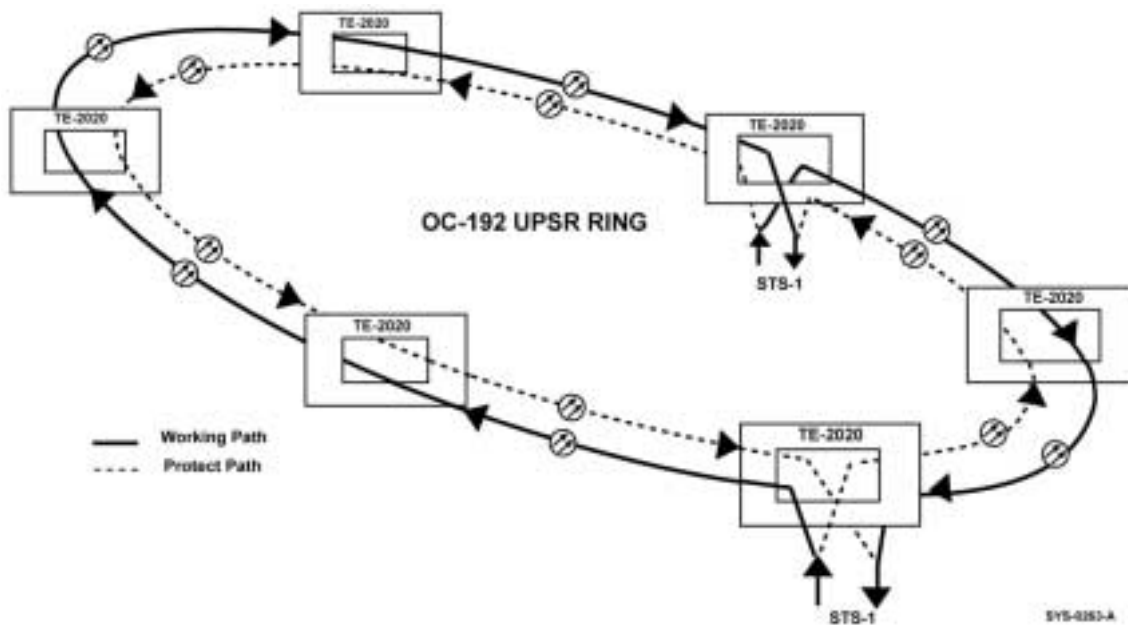 TE-2020
TE-2020
TE-2020
OC-192 UPSR RING
STS-1
TE-2020
TE-2020
TE-2020
Working Path
Protect Path
STS-1
SYS-0263-A